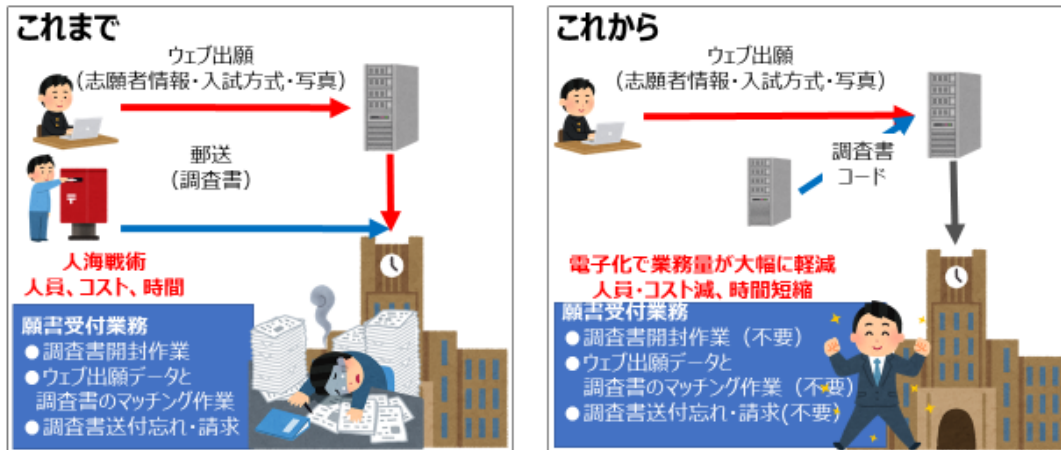 これまで
ウェブ出願
（志願者情報・入試方式・写真）
郵送
（調査書）
〒
人海戦術
人員、コスト、時間
願書受付業務
●調査書開封作業
●ウェブ出願データと
調査書のマッチング作業
●調査書送付忘れ・請求
これから
ウェブ出願
（志願者情報・入試方式・写真）
調査書
コード
電子化で業務量が大幅に軽減
人員・コスト減、時間短縮
願書受付業務
●調査書開封作業（不要）
●ウェブ出願データと
調査書のマッチング作業（不要）
●調査書送付忘れ・請求(不要）